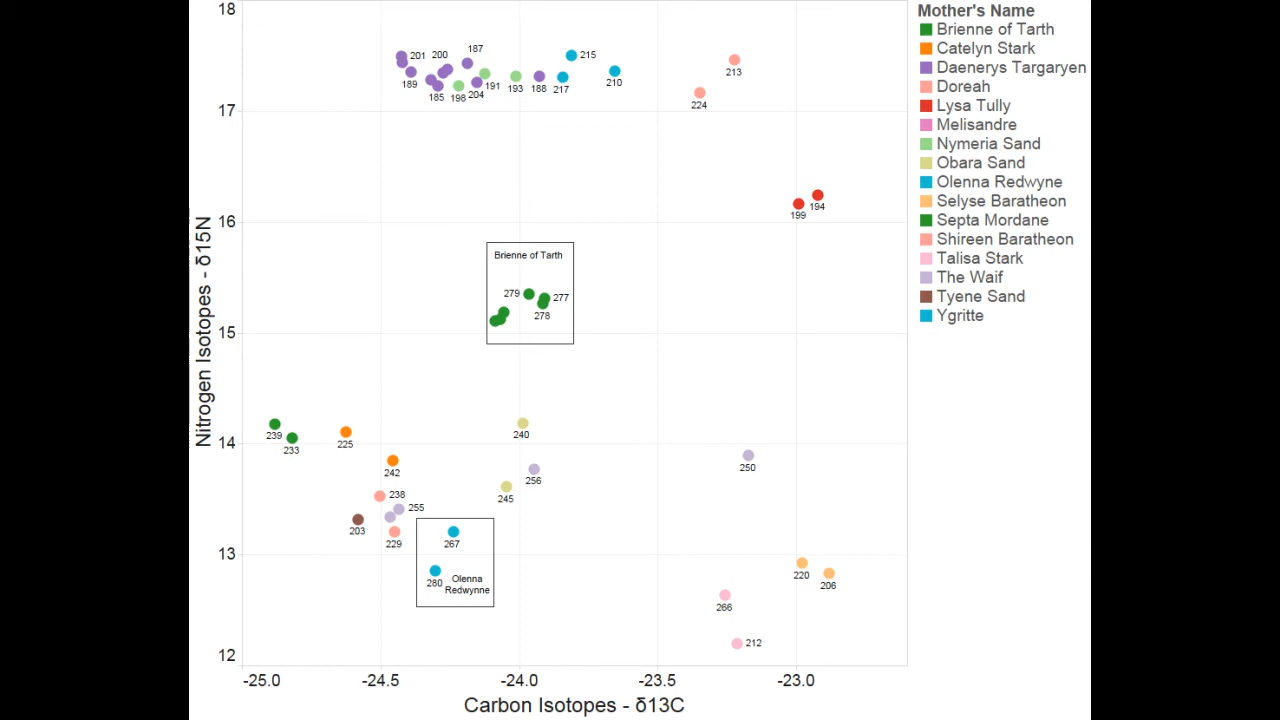 Mother's Name
Brienne of Tarth
Catelyn Stark
Daenerys Targaryen
Doreah
Lysa Tully
Melisandre
Nymeria Sand
Obara Sand
Olenna Redwyne
Selyse Baratheon
Septa Mordane
Shireen Baratheon
Talisa Stark
The Waif
Tyene Sand
Ygritte
Nitrogen Isotopes - δ15N
18
17
16
15
14
13
12
201
200
187
189
185
198
204
191
193
188
217
215
210
213
224
199
194
Brienne of Tarth
279
277
278
239
233
225
242
240
256
245
250
238
255
203
229
267
280
Olenna
Redwynne
220
206
266
212
-25.0
-24.5
-24.0
-23.5
-23.0
Carbon Isotopes - δ13C